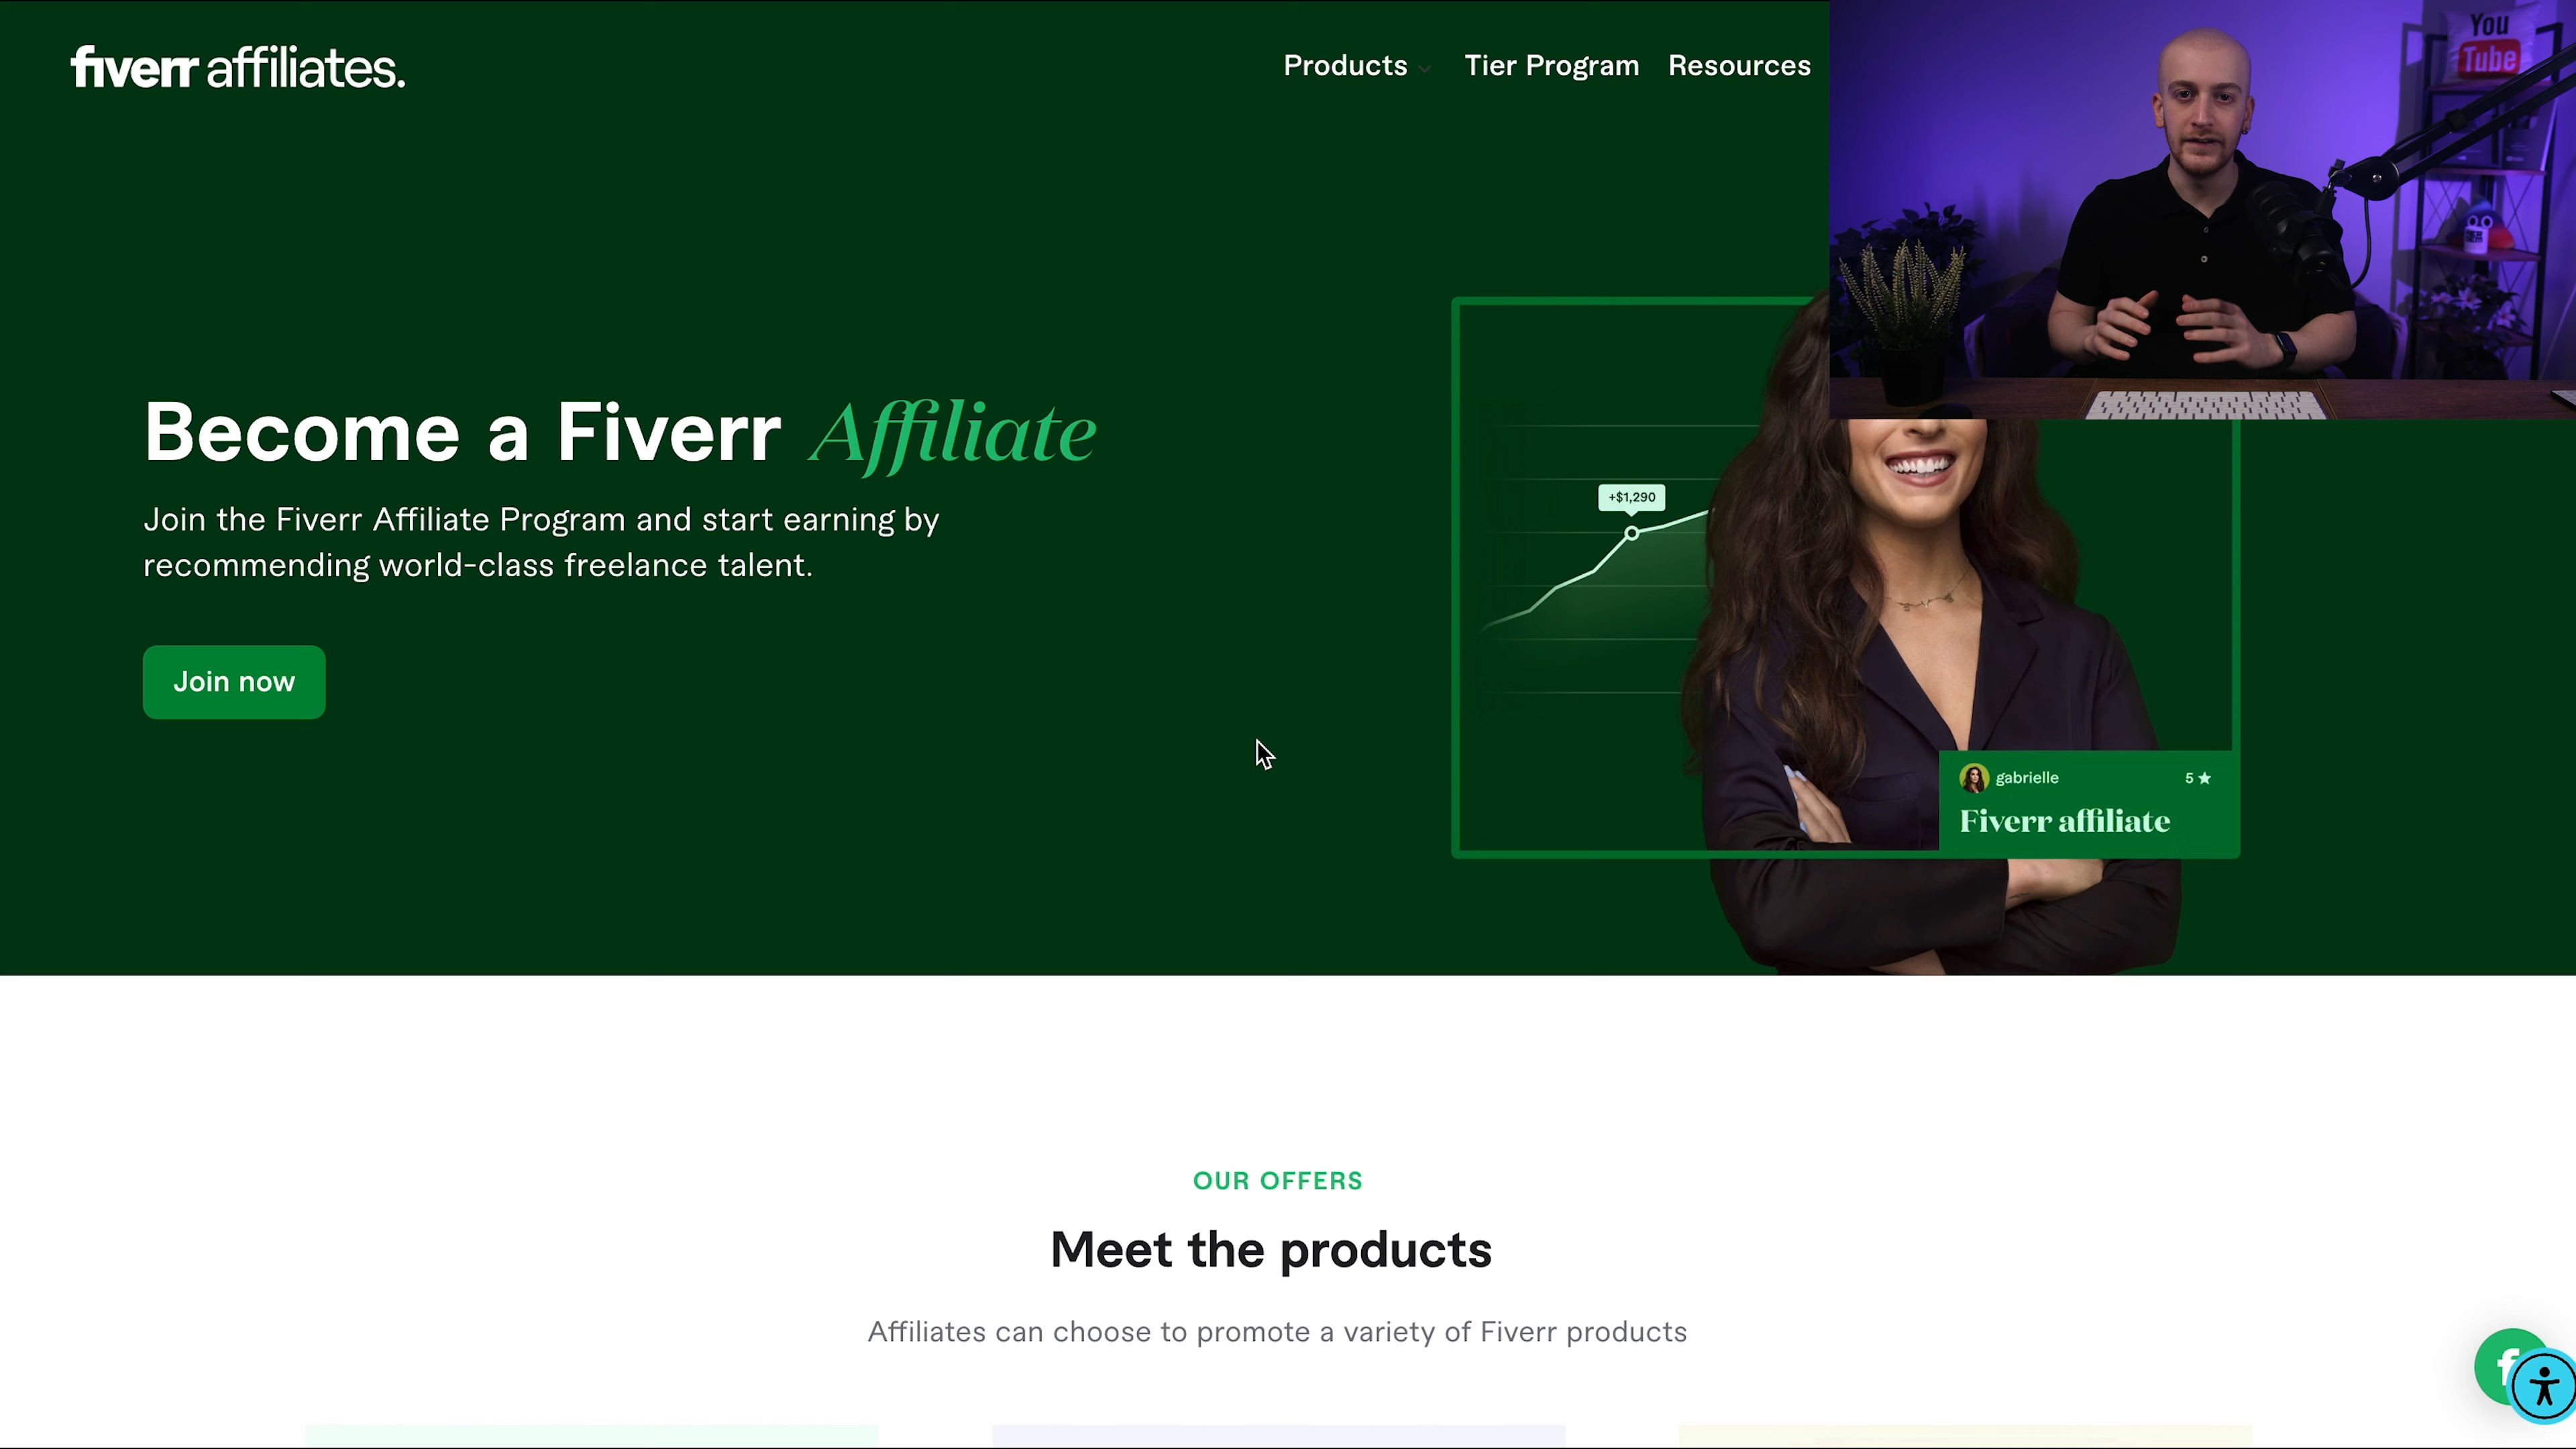 fiverr affiliates.
Products
Tier Program
Resources
You
Tube
Become a Fiverr Affiliate
Join the Fiverr Affiliate Program and start earning by
recommending world-class freelance talent.
Join now
+$1,290
gabrielle
5
Fiverr affiliate
OUR OFFERS
Meet the products
Affiliates can choose to promote a variety of Fiverr products